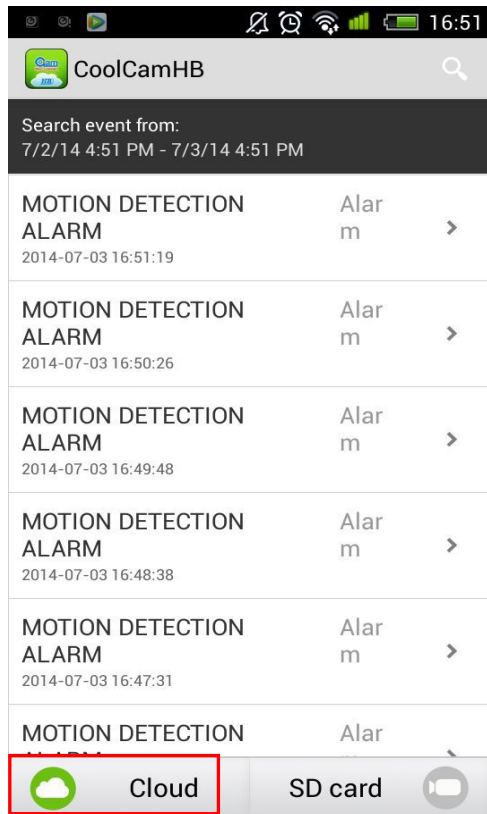 16:51
CoolCamHB
Search event from:
7/2/14 4:51 PM - 7/3/14 4:51 PM
MOTION DETECTION Alar
ALARM m
2014-07-03 16:51:19
MOTION DETECTION Alar
ALARM m
2014-07-03 16:50:26
MOTION DETECTION Alar
ALARM m
2014-07-03 16:49:48
MOTION DETECTION Alar
ALARM m
2014-07-03 16:48:38
MOTION DETECTION Alar
ALARM m
2014-07-03 16:47:31
MOTION DETECTION Alar
Cloud SD card